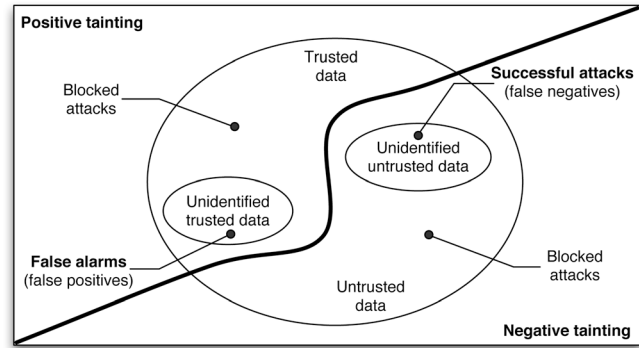 Positive tainting
Trusted
data
Blocked
attacks
Successful attacks
(false negatives)
Unidentified
untrusted data
Unidentified
trusted data
False alarms
(false positives)
Blocked
attacks
Untrusted
data
Negative tainting